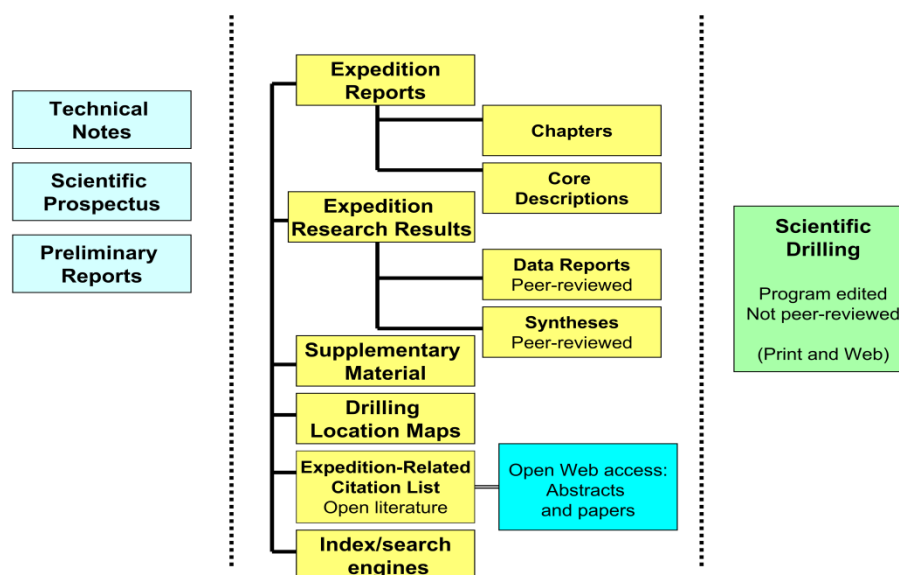 Technical
Notes
Scientific
Prospectus
Preliminary
Reports
Expedition
Reports
Chapters
Core
Descriptions
Expedition
Research Results
Data Reports
Peer-reviewed
Syntheses
Peer-reviewed
Supplementary
Material
Drilling
Location Maps
Expedition-Related
Citation List
Open literature
Open Web access:
Abstracts
and papers
Index/search
engines
Scientific
Drilling
Program edited
Not peer-reviewed
(Print and Web)